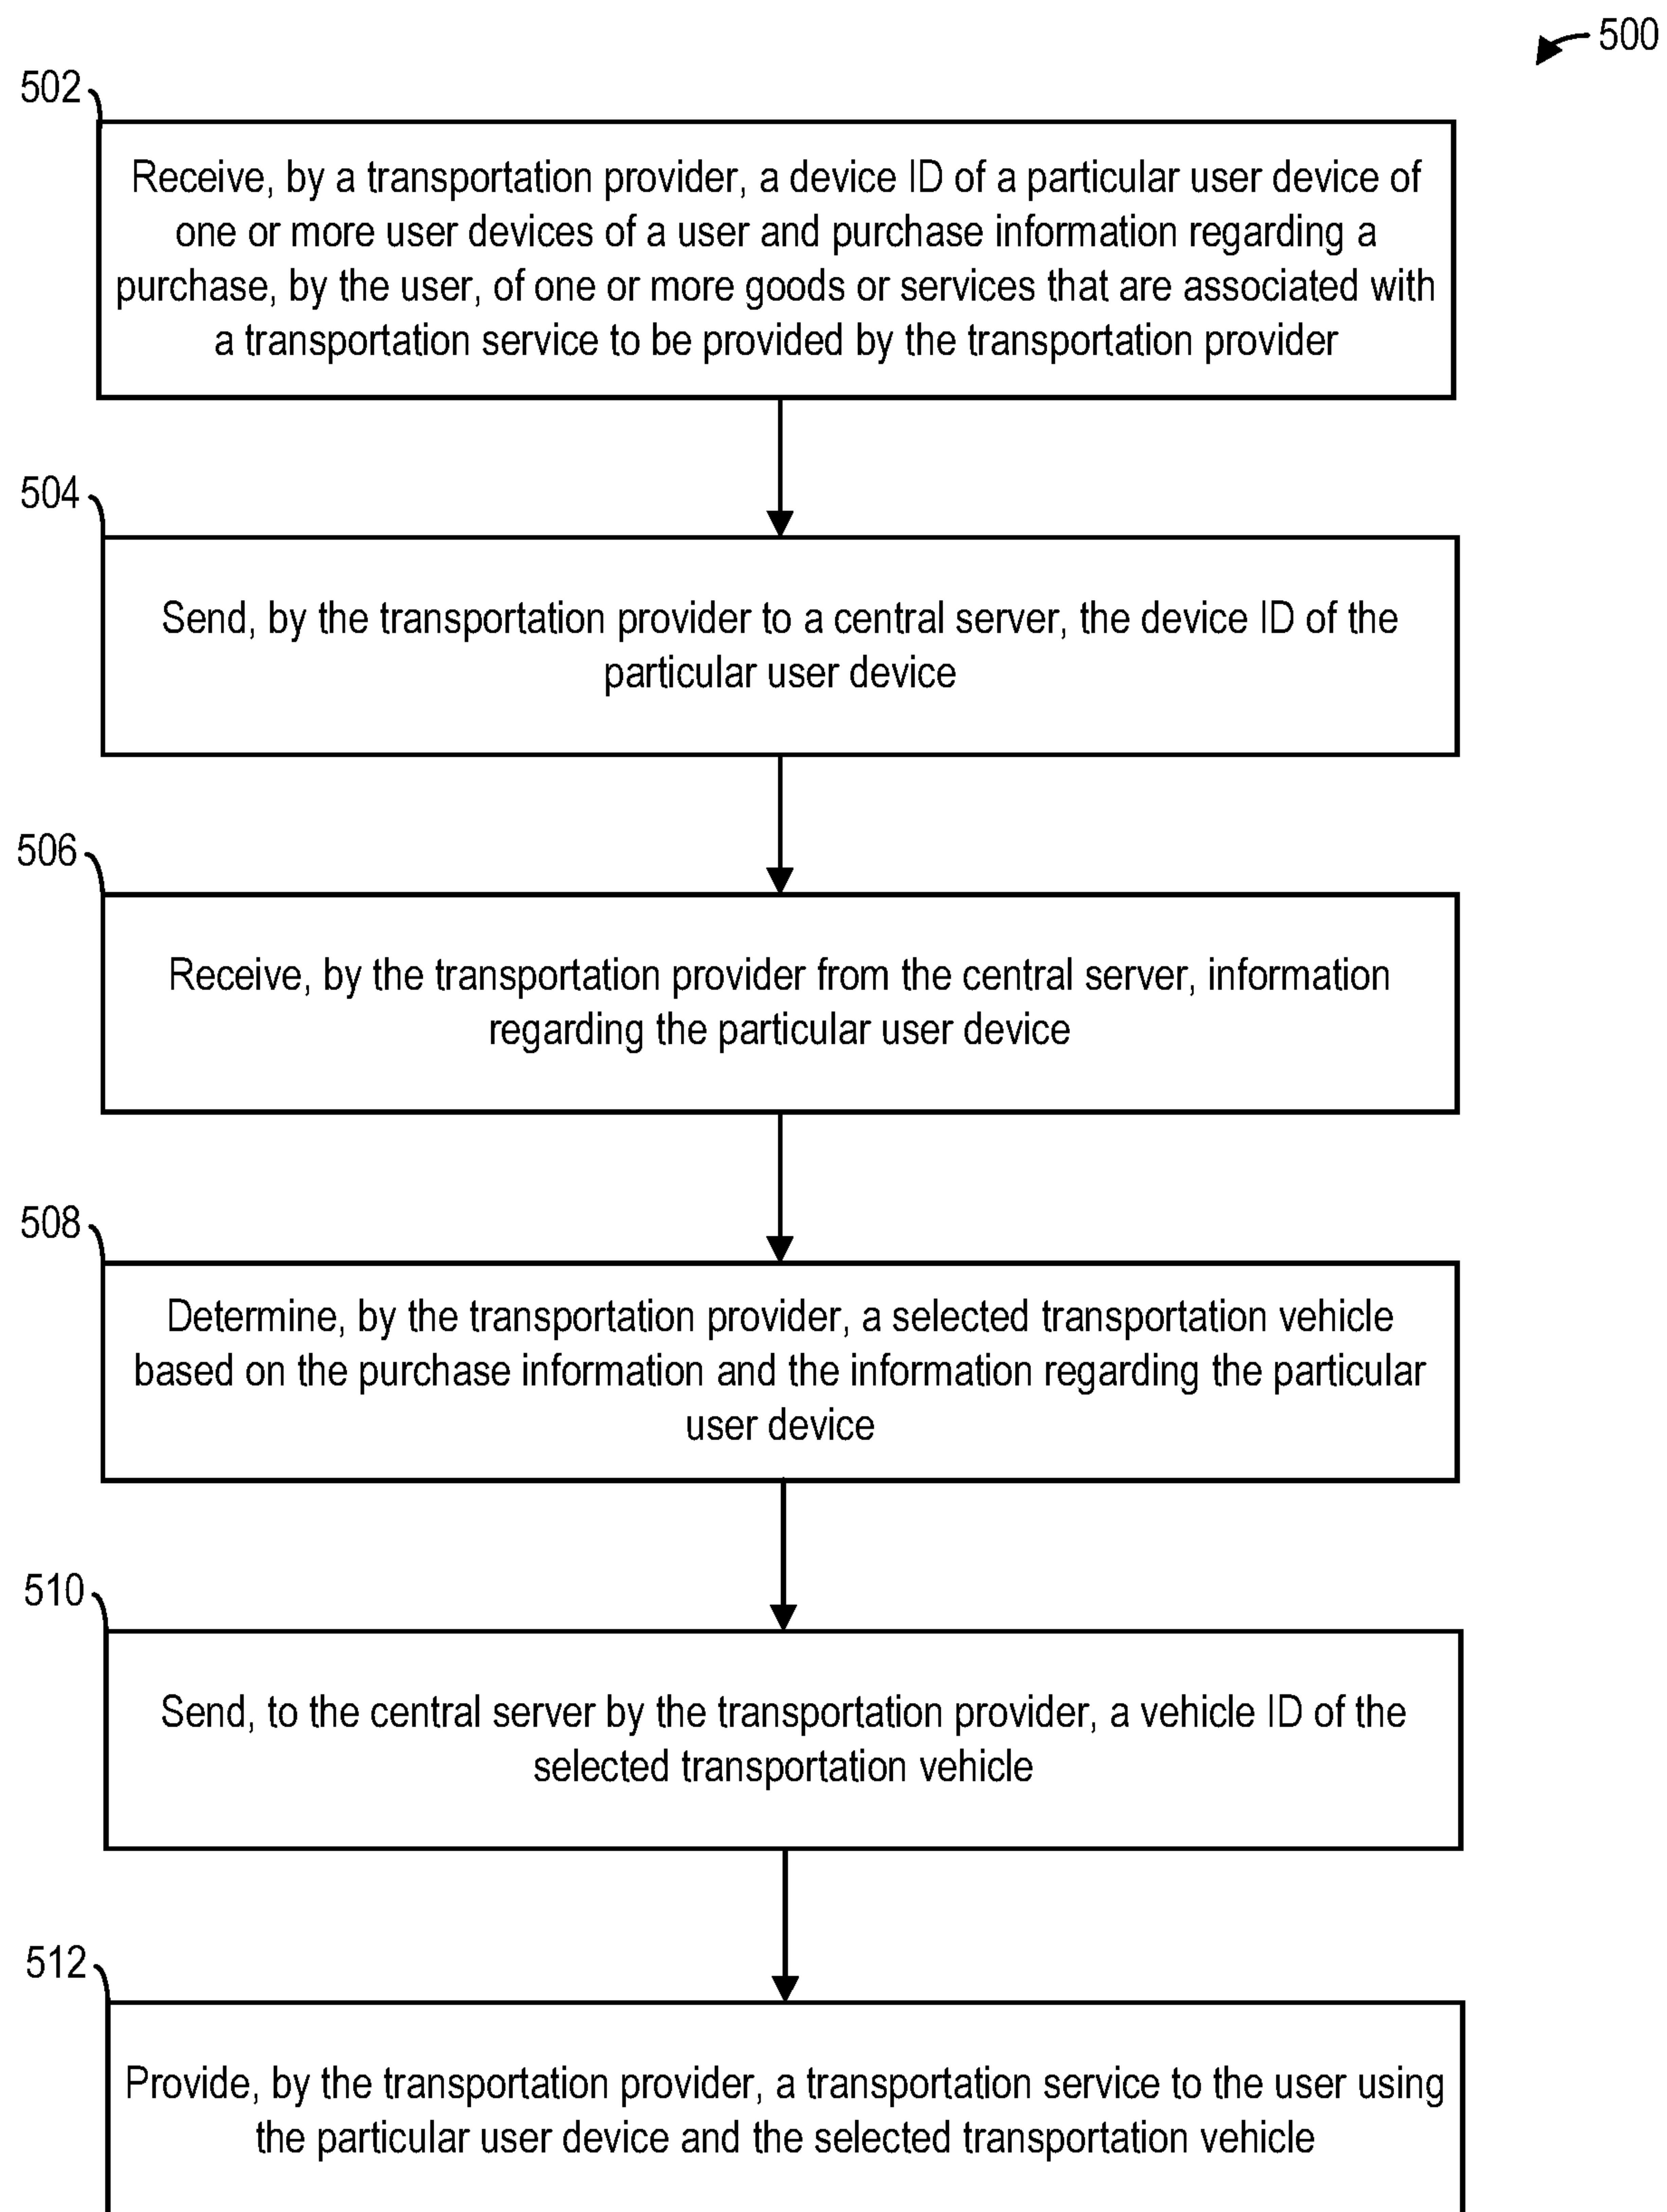 500
502
Receive, by a transportation provider, a device ID of a particular user device of
one or more user devices of a user and purchase information regarding a
purchase, by the user, of one or more goods or services that are associated with
a transportation service to be provided by the transportation provider
504
Send, by the transportation provider to a central server, the device ID of the
particular user device
506
Receive, by the transportation provider from the central server, information
regarding the particular user device
508
Determine, by the transportation provider, a selected transportation vehicle
based on the purchase information and the information regarding the particular
user device
510
Send, to the central server by the transportation provider, a vehicle ID of the
selected transportation vehicle
512
Provide, by the transportation provider, a transportation service to the user using
the particular user device and the selected transportation vehicle